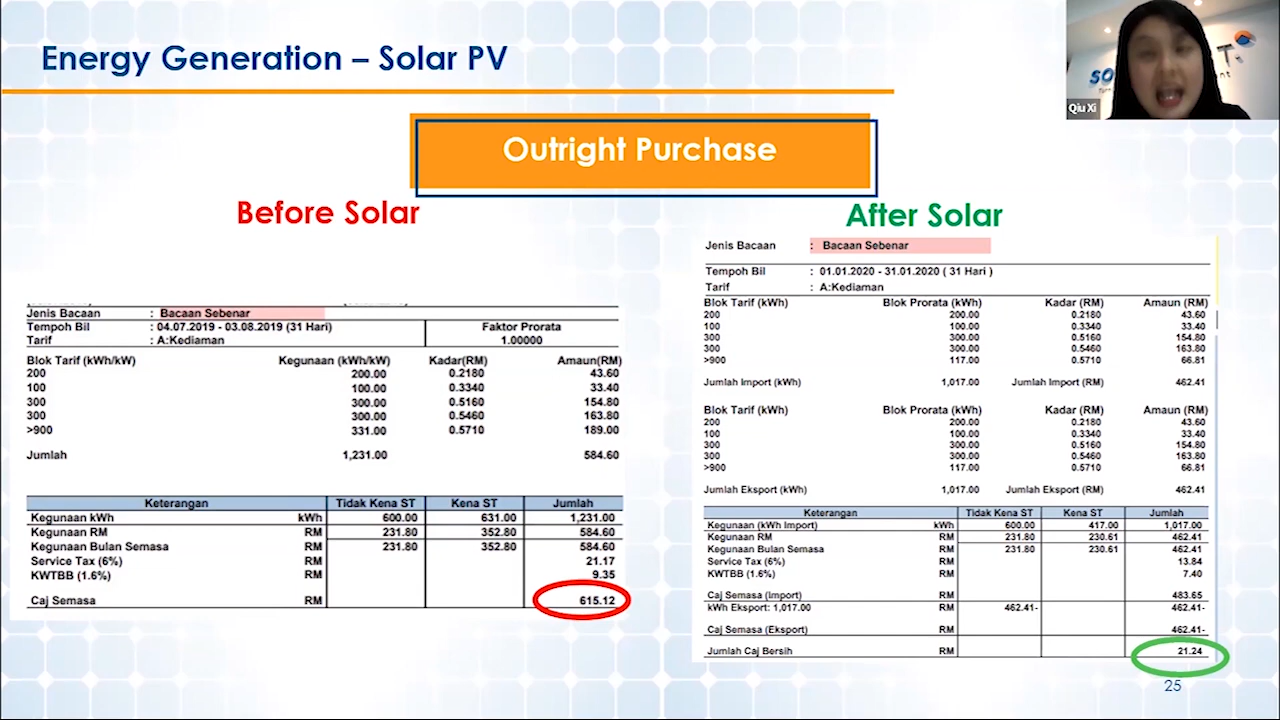 Energy Generation – Solar PV
Qiu Xi
Outright Purchase
Before Solar
Jenis Bacaan : Bacaan Sebenar
Tempoh Bil : 04.07.2019 - 03.08.2019 (31 Hari) Faktor Prorata
Tarif : A:Kediaman 1.00000
Blok Tarif (kWh/kW) Kegunaan (kWh/kW) Kadar(RM) Amaun(RM)
200 200.00 0.2180 43.60
100 100.00 0.3340 33.40
300 300.00 0.5160 154.80
300 300.00 0.5460 163.80
>900 331.00 0.5710 189.00
Jumlah 1,231.00 584.60
Keterangan Tidak Kena ST Kena ST Jumlah
Kegunaan kWh kWh 600.00 631.00 1,231.00
Kegunaan RM RM 231.80 352.80 584.60
Kegunaan Bulan Semasa RM 231.80 352.80 584.60
Service Tax (6%) RM 21.17
KWTBB (1.6%) RM 9.35
Caj Semasa RM 615.12
After Solar
Jenis Bacaan : Bacaan Sebenar
Tempoh Bil : 01.01.2020 - 31.01.2020 ( 31 Hari )
Tarif : A:Kediaman
Blok Tarif (kWh) Blok Prorata (kWh) Kadar (RM) Amaun (RM)
200 200.00 0.2180 43.60
100 100.00 0.3340 33.40
300 300.00 0.5160 154.80
300 300.00 0.5460 163.80
>900 117.00 0.5710 66.81
Jumlah Import (kWh) 1,017.00 Jumlah Import (RM) 462.41
Blok Tarif (kWh) Blok Prorata (kWh) Kadar (RM) Amaun (RM)
200 200.00 0.2180 43.60
100 100.00 0.3340 33.40
300 300.00 0.5160 154.80
300 300.00 0.5460 163.80
>900 117.00 0.5710 66.81
Jumlah Eksport (kWh) 1,017.00 Jumlah Eksport (RM) 462.41
Keterangan Tidak Kena ST Kena ST Jumlah
Kegunaan (kWh Import) kWh 600.00 417.00 1,017.00
Kegunaan RM RM 231.80 230.61 462.41
Kegunaan Bulan Semasa RM 231.80 230.61 462.41
Service Tax (6%) RM 13.84
KWTBB (1.6%) RM 7.40
Caj Semasa (Import) RM 483.65
kWh Eksport: 1,017.00 RM 462.41- 462.41-
Caj Semasa (Eksport) RM 462.41-
Jumlah Caj Bersih RM 21.24
25